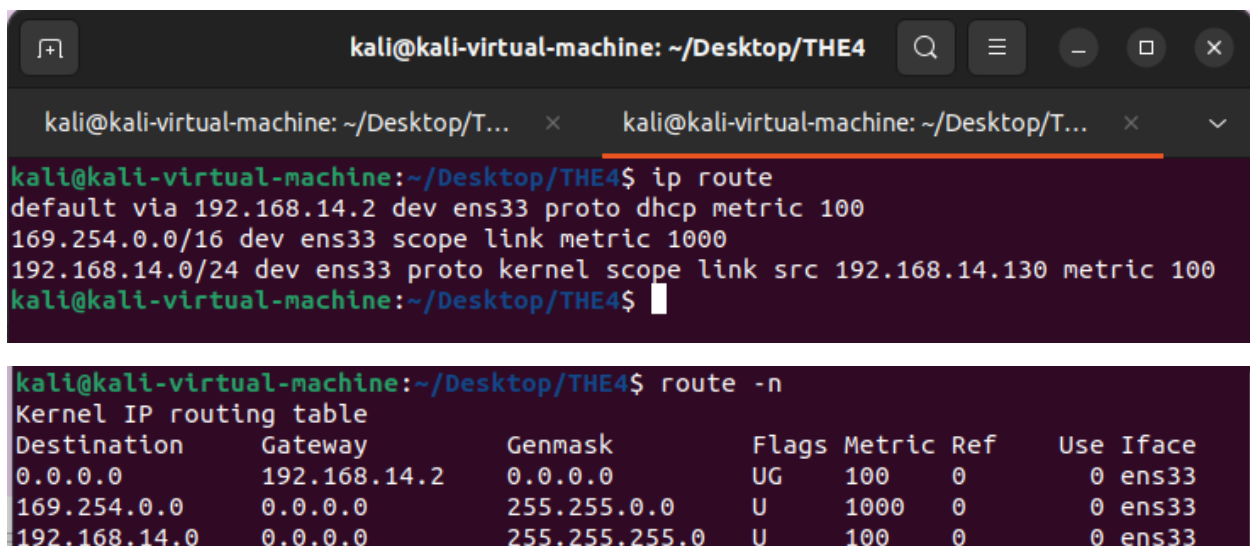 kali@kali-virtual-machine: ~/Desktop/THE4
kali@kali-virtual-machine: ~/Desktop/T... kali@kali-virtual-machine: ~/Desktop/T...
kali@kali-virtual-machine:~/Desktop/THE4$ ip route
default via 192.168.14.2 dev ens33 proto dhcp metric 100
169.254.0.0/16 dev ens33 scope link metric 1000
192.168.14.0/24 dev ens33 proto kernel scope link src 192.168.14.130 metric 100
kali@kali-virtual-machine:~/Desktop/THE4$
kali@kali-virtual-machine:~/Desktop/THE4$ route -n
Kernel IP routing table
Destination     Gateway         Genmask         Flags Metric Ref    Use Iface
0.0.0.0         192.168.14.2    0.0.0.0         UG    100    0        0 ens33
169.254.0.0     0.0.0.0         255.255.0.0     U     1000   0        0 ens33
192.168.14.0    0.0.0.0         255.255.255.0   U     100    0        0 ens33